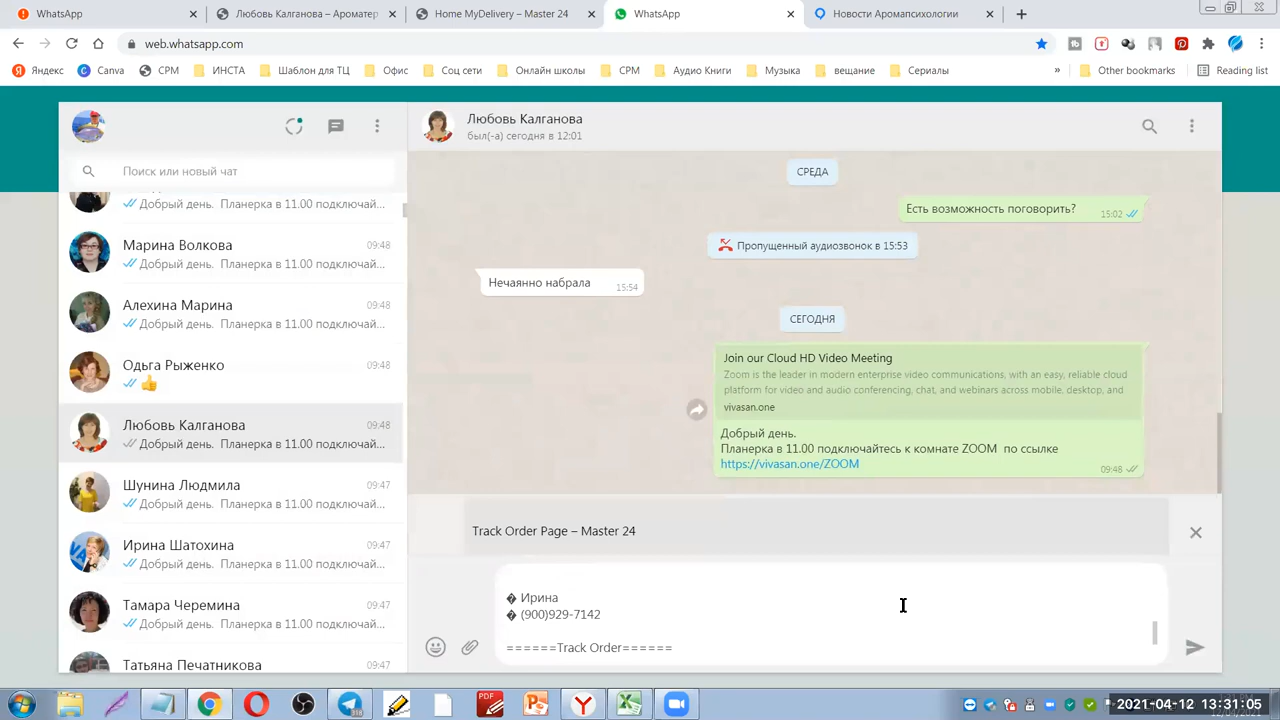 WhatsApp
Любовь Калганова – Ароматер
Home MyDelivery – Master 24
WhatsApp
Новости Аромапсихологии
web.whatsapp.com
Яндекс
Canva
СРМ
ИНСТА
Шаблон для ТЦ
Офис
Соц сети
Онлайн школы
СРМ
Аудио Книги
Музыка
вещание
Сериалы
»
Other bookmarks
Reading list
Любовь Калганова
был(-а) сегодня в 12:01
Поиск или новый чат
Добрый день. Планерка в 11.00 подключай...
Марина Волкова 09:48
Добрый день. Планерка в 11.00 подключай...
Алехина Марина 09:48
Добрый день. Планерка в 11.00 подключай...
Одьга Рыженко 09:48
Любовь Калганова 09:48
Добрый день. Планерка в 11.00 подключай...
Шунина Людмила 09:47
Добрый день. Планерка в 11.00 подключай...
Ирина Шатохина 09:47
Добрый день. Планерка в 11.00 подключай...
Тамара Черемина 09:47
Добрый день. Планерка в 11.00 подключай...
Татьяна Печатникова 09:47
СРЕДА
Есть возможность поговорить? 15:02
Пропущенный аудиозвонок в 15:53
Нечаянно набрала 15:54
СЕГОДНЯ
Join our Cloud HD Video Meeting
Zoom is the leader in modern enterprise video communications, with an easy, reliable cloud
platform for video and audio conferencing, chat, and webinars across mobile, desktop, and
vivasan.one
Добрый день.
Планерка в 11.00 подключайтесь к комнате ZOOM по ссылке
https://vivasan.one/ZOOM
09:48
Track Order Page – Master 24
� Ирина
� (900)929-7142
======Track Order======
PDF
2021-04-12 13:31:05